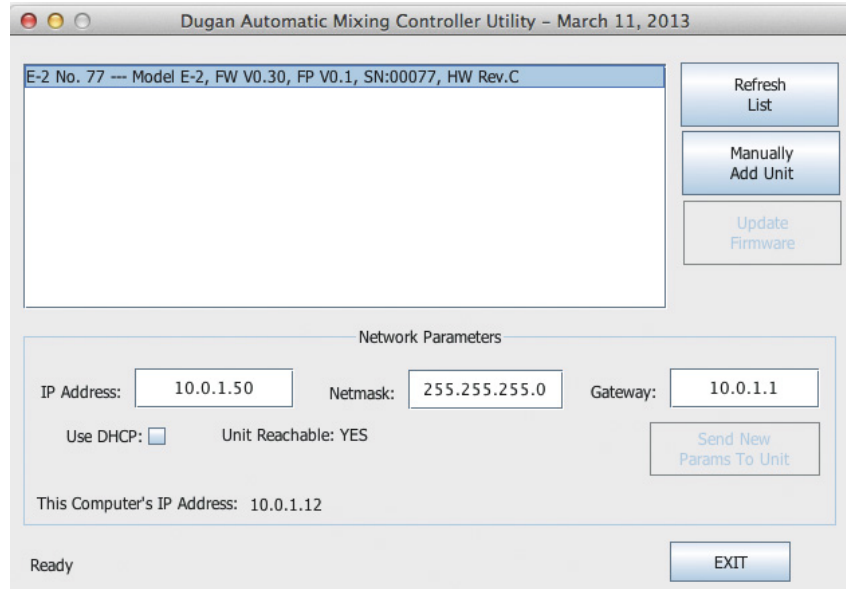 Dugan Automatic Mixing Controller Utility – March 11, 2013
E-2 No. 77 --- Model E-2, FW V0.30, FP V0.1, SN:00077, HW Rev.C
Refresh
List
Manually
Add Unit
Update
Firmware
Network Parameters
IP Address: 10.0.1.50 Netmask: 255.255.255.0 Gateway: 10.0.1.1
Use DHCP: Unit Reachable: YES
Send New
Params To Unit
This Computer's IP Address: 10.0.1.12
Ready
EXIT